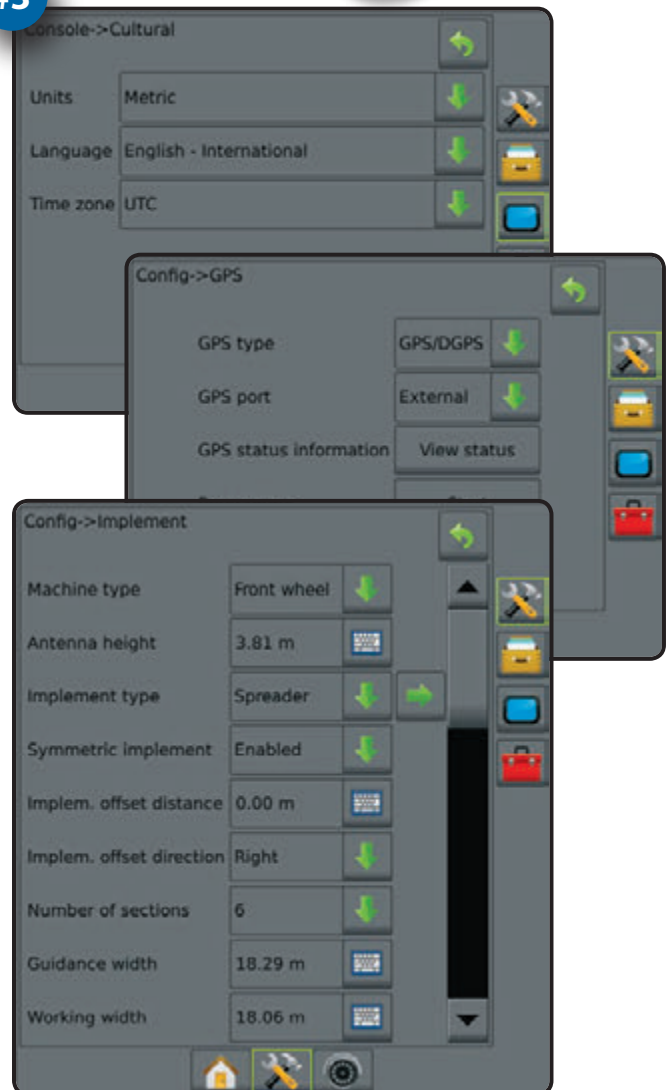 #3
Console->Cultural
Units Metric
Language English - International
Time zone UTC
Config->GPS
GPS type GPS/DGPS
GPS port External
GPS status information View status
Config->Implement
Machine type Front wheel
Antenna height 3.81 m
Implement type Spreader
Symmetric implement Enabled
Implem. offset distance 0.00 m
Implem. offset direction Right
Number of sections 6
Guidance width 18.29 m
Working width 18.06 m